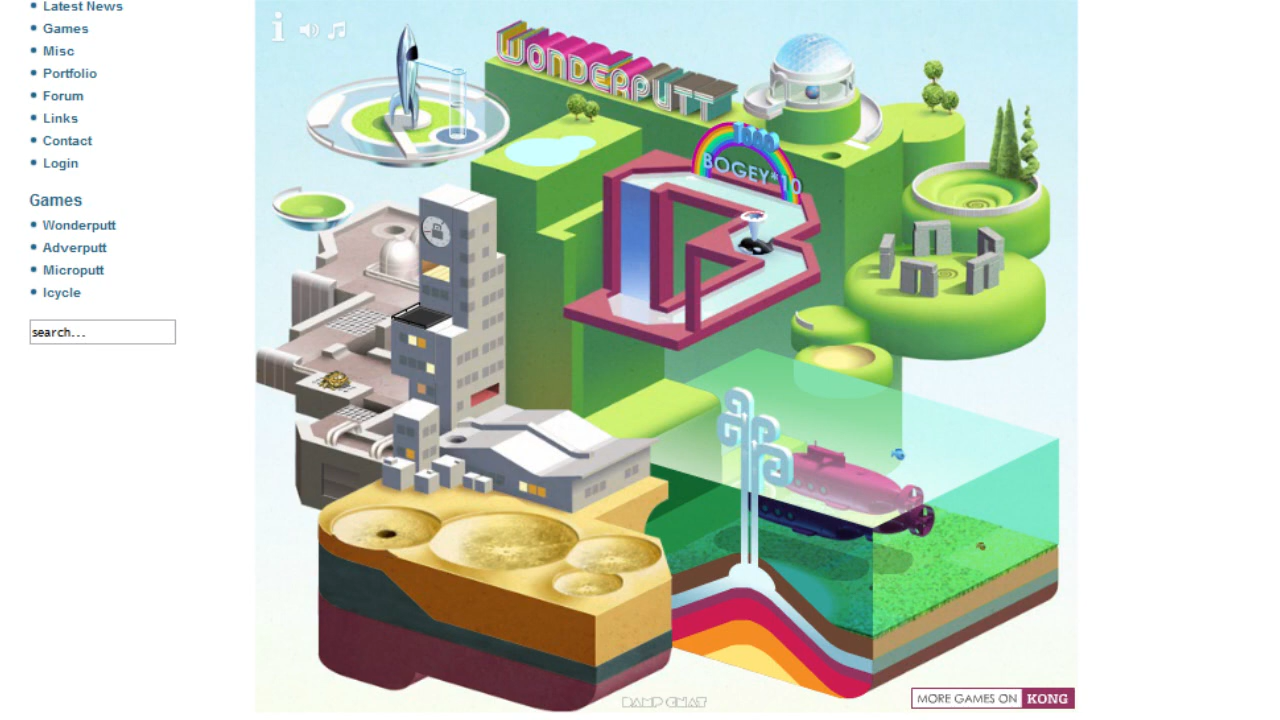 Latest News
Games
Misc
Portfolio
Forum
Links
Contact
Login
Games
Wonderputt
Adverputt
Microputt
Icycle
search...
i
WONDERPUTT
1000
BOGEY*10
DAMP GNAT
MORE GAMES ON KONG